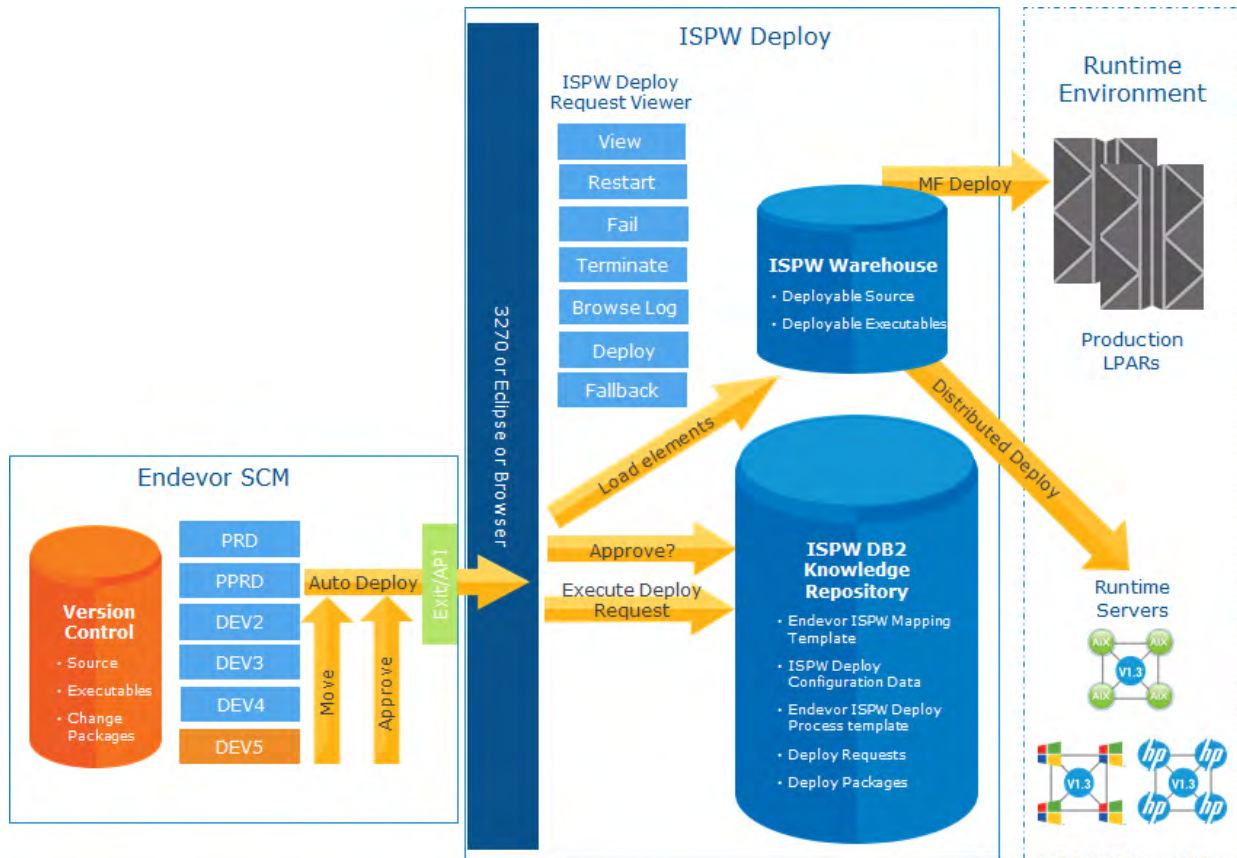 ISPW Deploy
Runtime
Environment
ISPW Deploy
Request Viewer
View
Restart
Fail
Terminate
Browse Log
Deploy
Fallback
3270 or Eclipse or Browser
MF Deploy
ISPW Warehouse
• Deployable Source
• Deployable Executables
Production
LPARs
Load elements
Distributed Deploy
Endevor SCM
Version
Control
• Source
• Executables
• Change
Packages
PRD
PPRD
DEV2
DEV3
DEV4
DEV5
Auto Deploy
Move
Approve
Exit/API
Approve?
Execute Deploy
Request
ISPW DB2
Knowledge
Repository
• Endevor ISPW Mapping
Template
• ISPW Deploy
Configuration Data
• Endevor ISPW Deploy
Process template
• Deploy Requests
• Deploy Packages
Runtime
Servers
AIX
AIX
V1.3
AIX
AIX
V1.3
hp
hp
V1.3
hp
hp